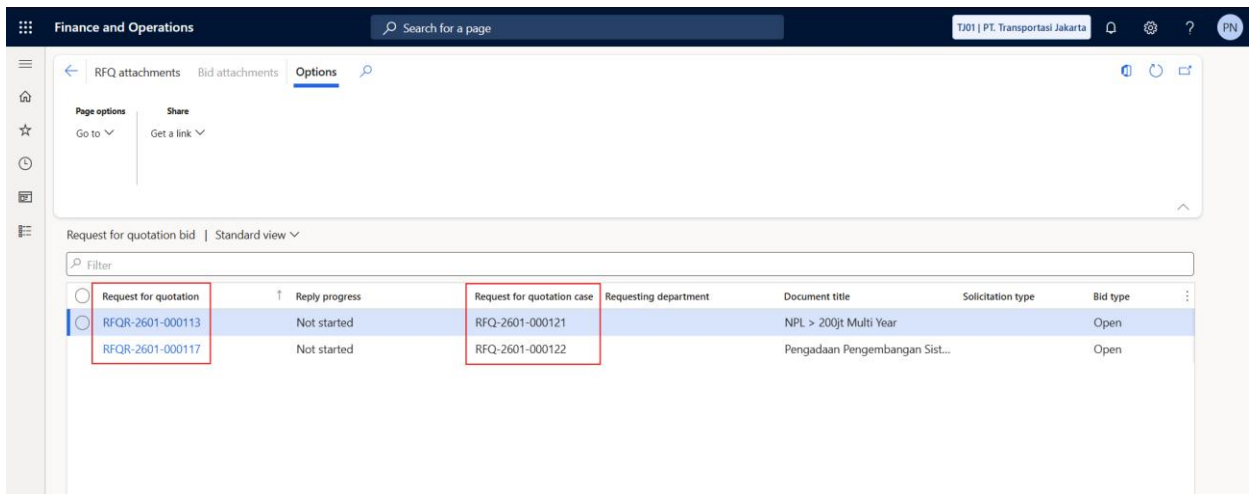 Finance and Operations
Search for a page
TJ01 | PT. Transportasi Jakarta
?
PN
RFQ attachments Bid attachments Options
Page options Share
Go to Get a link
Request for quotation bid | Standard view
Filter
Request for quotation Reply progress Request for quotation case Requesting department Document title Solicitation type Bid type
RFQR-2601-000113 Not started RFQ-2601-000121 NPL > 200jt Multi Year Open
RFQR-2601-000117 Not started RFQ-2601-000122 Pengadaan Pengembangan Sist... Open